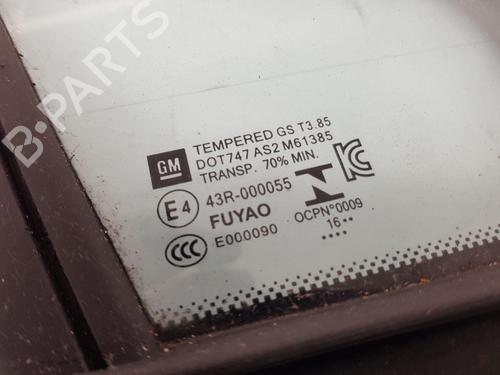 B-PARTS
GM
TEMPERED GS T3.85
DOT747 AS2 M61385
TRANSP. 70% MIN.
E4
43R-000055
FUYAO
CCC
E000090
OCPN°0009
16••